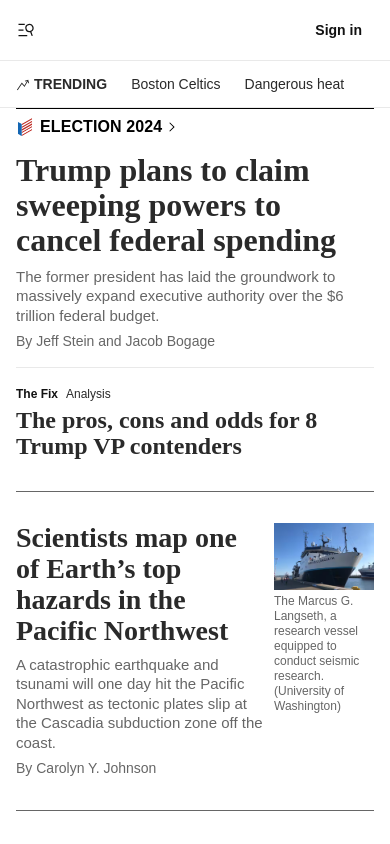 Sign in
TRENDING Boston Celtics Dangerous heat
ELECTION 2024
Trump plans to claim
sweeping powers to
cancel federal spending
The former president has laid the groundwork to
massively expand executive authority over the $6
trillion federal budget.
By Jeff Stein and Jacob Bogage
The Fix Analysis
The pros, cons and odds for 8
Trump VP contenders
Scientists map one
of Earth’s top
hazards in the
Pacific Northwest
A catastrophic earthquake and
tsunami will one day hit the Pacific
Northwest as tectonic plates slip at
the Cascadia subduction zone off the
coast.
By Carolyn Y. Johnson
The Marcus G.
Langseth, a
research vessel
equipped to
conduct seismic
research.
(University of
Washington)